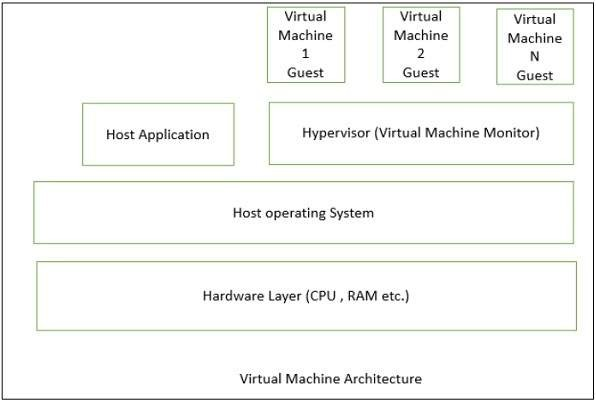 Virtual
Machine
1
Guest
Virtual
Machine
2
Guest
Virtual
Machine
N
Guest
Host Application
Hypervisor (Virtual Machine Monitor)
Host operating System
Hardware Layer (CPU , RAM etc.)
Virtual Machine Architecture